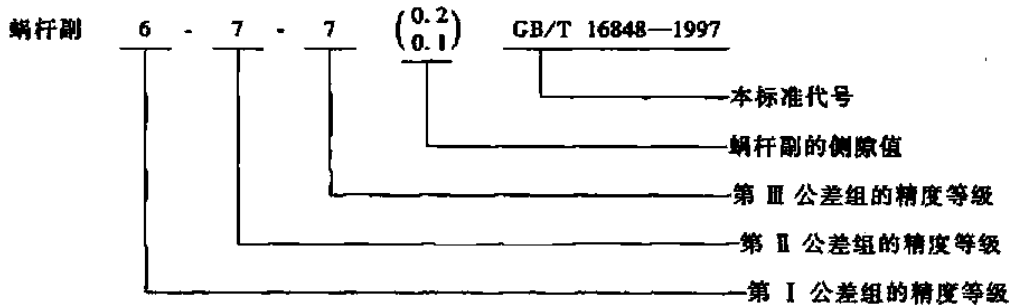 蜗杆副 6 - 7 - 7 (0.2 0.1) GB/T 16848—1997
本标准代号
蜗杆副的侧隙值
第 Ⅲ 公差组的精度等级
第 Ⅱ 公差组的精度等级
第 Ⅰ 公差组的精度等级